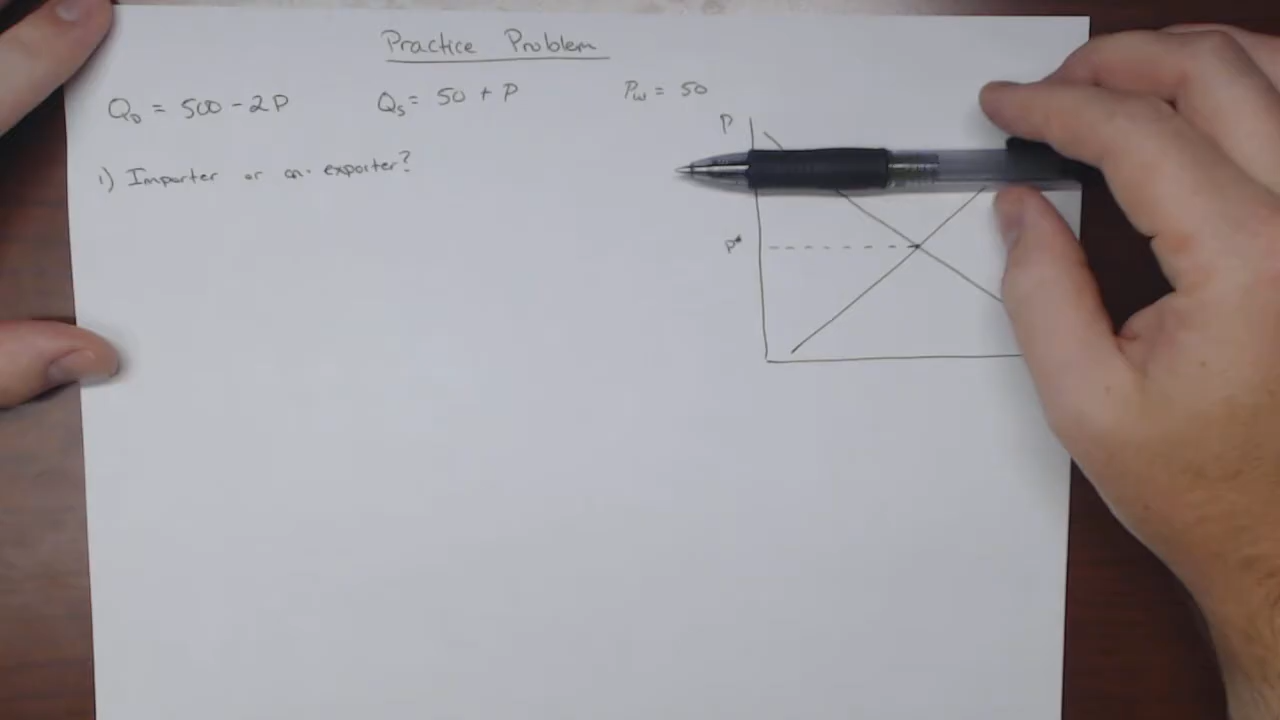 Practice Problem
Q_D = 500 - 2P
Q_S = 50 + P
P_w = 50
1) Importer or an exporter?
P
P*